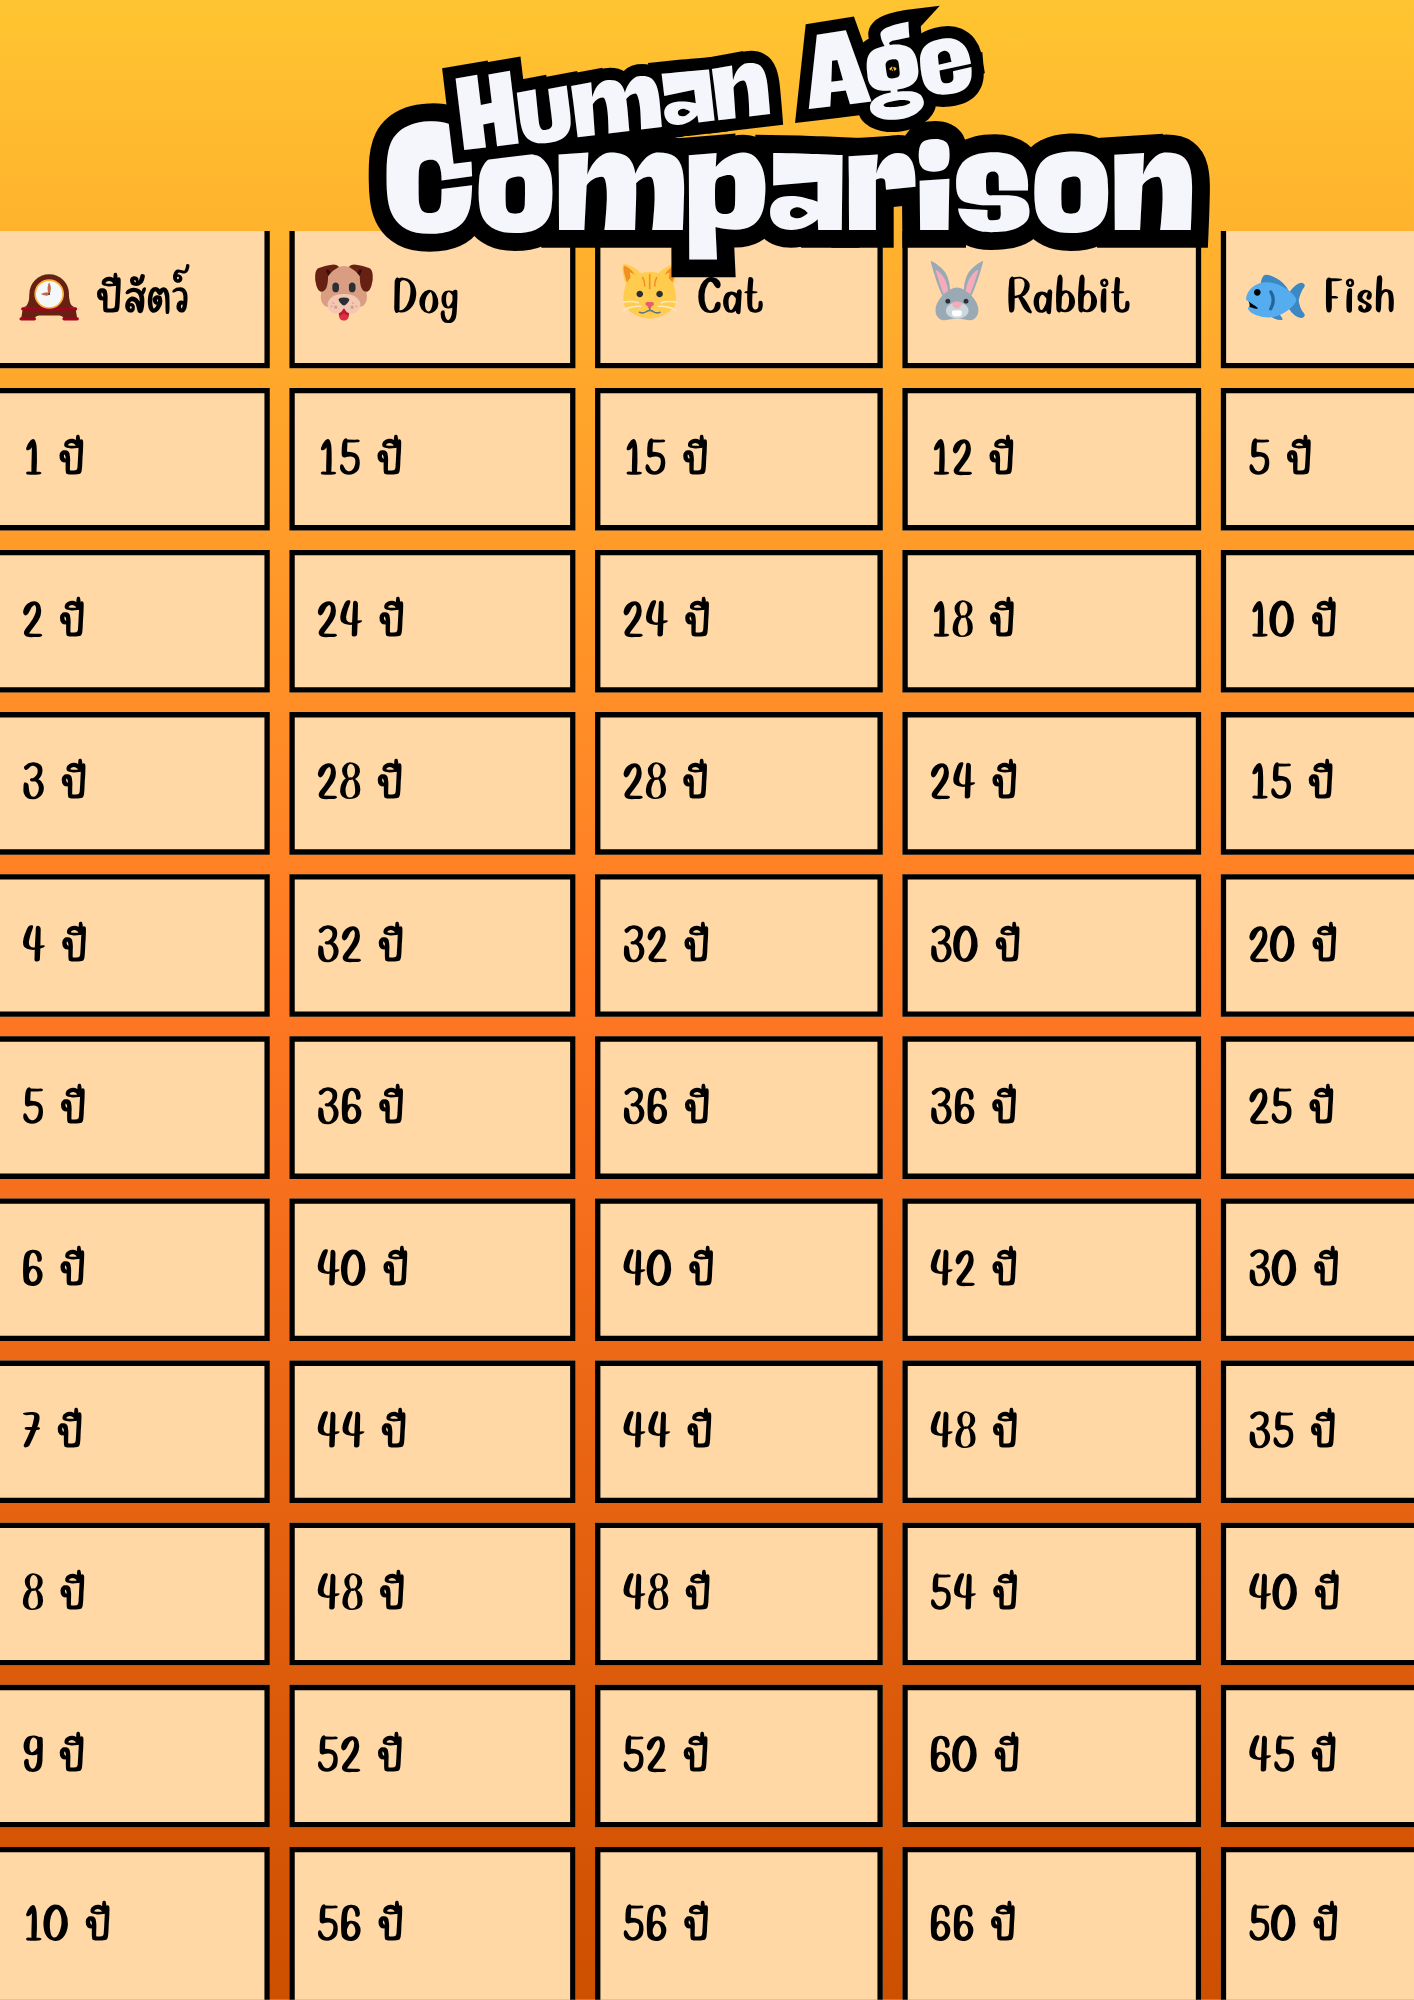 Human Age
Comparison
ปีสัตว์ Dog Cat Rabbit Fish
1 ปี 15 ปี 15 ปี 12 ปี 5 ปี
2 ปี 24 ปี 24 ปี 18 ปี 10 ปี
3 ปี 28 ปี 28 ปี 24 ปี 15 ปี
4 ปี 32 ปี 32 ปี 30 ปี 20 ปี
5 ปี 36 ปี 36 ปี 36 ปี 25 ปี
6 ปี 40 ปี 40 ปี 42 ปี 30 ปี
7 ปี 44 ปี 44 ปี 48 ปี 35 ปี
8 ปี 48 ปี 48 ปี 54 ปี 40 ปี
9 ปี 52 ปี 52 ปี 60 ปี 45 ปี
10 ปี 56 ปี 56 ปี 66 ปี 50 ปี